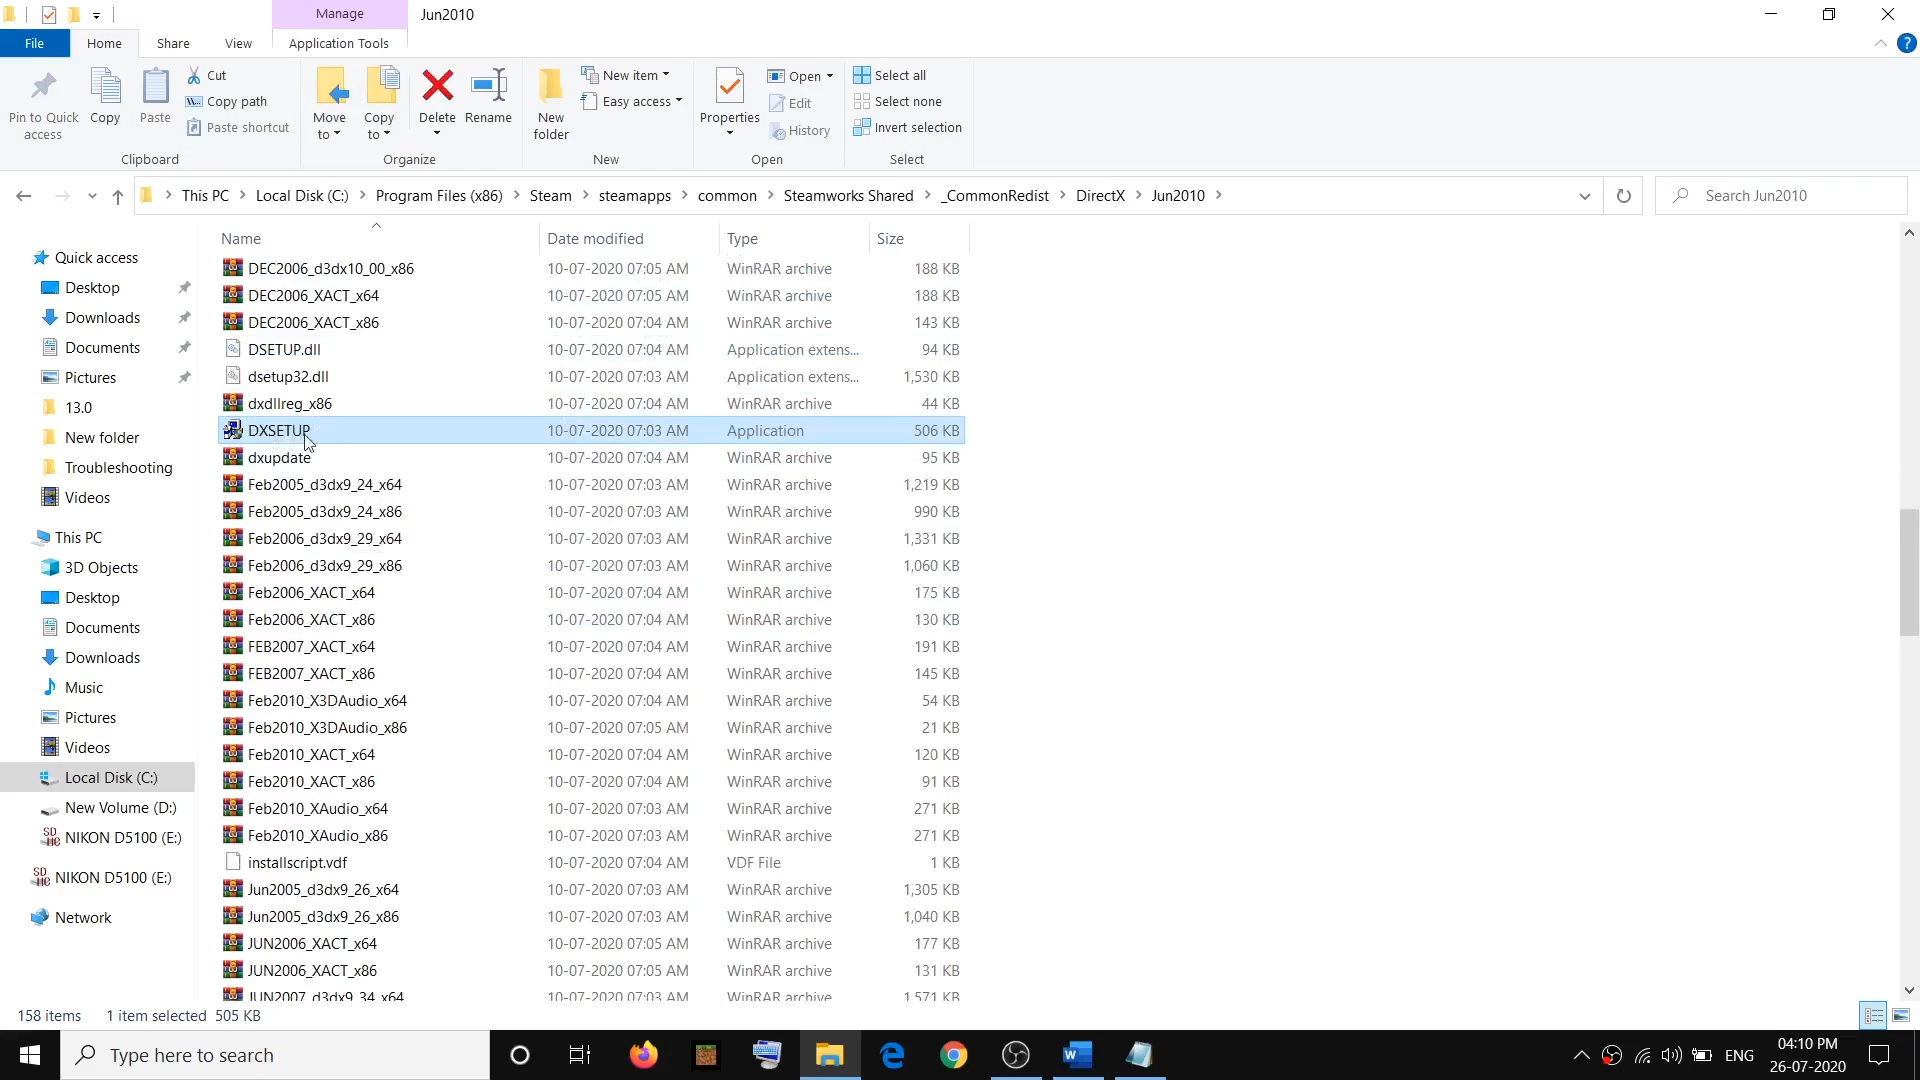 Manage
Jun2010
File
Home
Share
View
Application Tools
Pin to Quick access
Copy
Paste
Cut
Copy path
Paste shortcut
Clipboard
Move to
Copy to
Delete
Rename
Organize
New folder
New item
Easy access
New
Properties
Open
Edit
History
Open
Select all
Select none
Invert selection
Select
This PC > Local Disk (C:) > Program Files (x86) > Steam > steamapps > common > Steamworks Shared > _CommonRedist > DirectX > Jun2010 >
Search Jun2010
Quick access
Desktop
Downloads
Documents
Pictures
13.0
New folder
Troubleshooting
Videos
This PC
3D Objects
Desktop
Documents
Downloads
Music
Pictures
Videos
Local Disk (C:)
New Volume (D:)
NIKON D5100 (E:)
NIKON D5100 (E:)
Network
Name Date modified Type Size
DEC2006_d3dx10_00_x86 10-07-2020 07:05 AM WinRAR archive 188 KB
DEC2006_XACT_x64 10-07-2020 07:05 AM WinRAR archive 188 KB
DEC2006_XACT_x86 10-07-2020 07:04 AM WinRAR archive 143 KB
DSETUP.dll 10-07-2020 07:04 AM Application extens... 94 KB
dsetup32.dll 10-07-2020 07:03 AM Application extens... 1,530 KB
dxdllreg_x86 10-07-2020 07:04 AM WinRAR archive 44 KB
DXSETUP 10-07-2020 07:03 AM Application 506 KB
dxupdate 10-07-2020 07:04 AM WinRAR archive 95 KB
Feb2005_d3dx9_24_x64 10-07-2020 07:03 AM WinRAR archive 1,219 KB
Feb2005_d3dx9_24_x86 10-07-2020 07:03 AM WinRAR archive 990 KB
Feb2006_d3dx9_29_x64 10-07-2020 07:03 AM WinRAR archive 1,331 KB
Feb2006_d3dx9_29_x86 10-07-2020 07:03 AM WinRAR archive 1,060 KB
Feb2006_XACT_x64 10-07-2020 07:03 AM WinRAR archive 175 KB
Feb2006_XACT_x86 10-07-2020 07:03 AM WinRAR archive 130 KB
FEB2007_XACT_x64 10-07-2020 07:04 AM WinRAR archive 191 KB
FEB2007_XACT_x86 10-07-2020 07:04 AM WinRAR archive 145 KB
Feb2010_X3DAudio_x64 10-07-2020 07:04 AM WinRAR archive 54 KB
Feb2010_X3DAudio_x86 10-07-2020 07:05 AM WinRAR archive 21 KB
Feb2010_XACT_x64 10-07-2020 07:04 AM WinRAR archive 120 KB
Feb2010_XACT_x86 10-07-2020 07:04 AM WinRAR archive 91 KB
Feb2010_XAudio_x64 10-07-2020 07:03 AM WinRAR archive 271 KB
Feb2010_XAudio_x86 10-07-2020 07:03 AM WinRAR archive 271 KB
installscript.vdf 10-07-2020 07:04 AM VDF File 1 KB
Jun2005_d3dx9_26_x64 10-07-2020 07:03 AM WinRAR archive 1,305 KB
Jun2005_d3dx9_26_x86 10-07-2020 07:03 AM WinRAR archive 1,040 KB
JUN2006_XACT_x64 10-07-2020 07:05 AM WinRAR archive 177 KB
JUN2006_XACT_x86 10-07-2020 07:05 AM WinRAR archive 131 KB
JUN2007_d3dx9_34_x64 10-07-2020 07:03 AM WinRAR archive 1,571 KB
158 items 1 item selected 505 KB
Type here to search
ENG
04:10 PM
26-07-2020